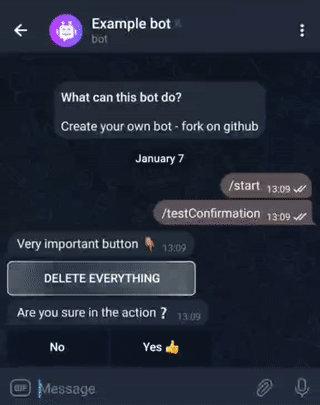 Example bot
bot
What can this bot do?
Create your own bot - fork on github
January 7
/start 13:09
/testConfirmation 13:09
Very important button 👇🏾 13:09
DELETE EVERYTHING
Are you sure in the action ❓ 13:09
No
Yes 👍
GIF
Message